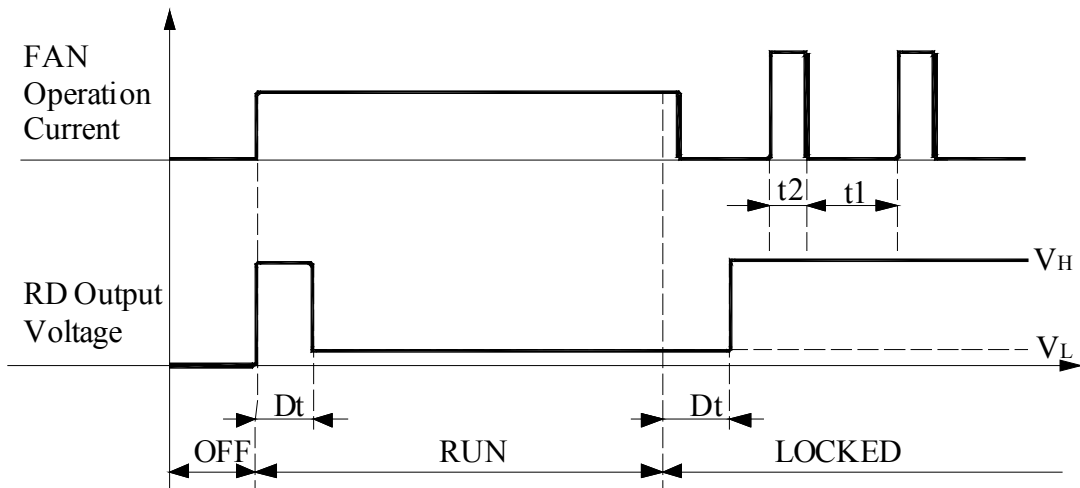 FAN
Operation
Current
t2
t1
VH
RD Output
Voltage
VL
Dt
Dt
OFF
RUN
LOCKED